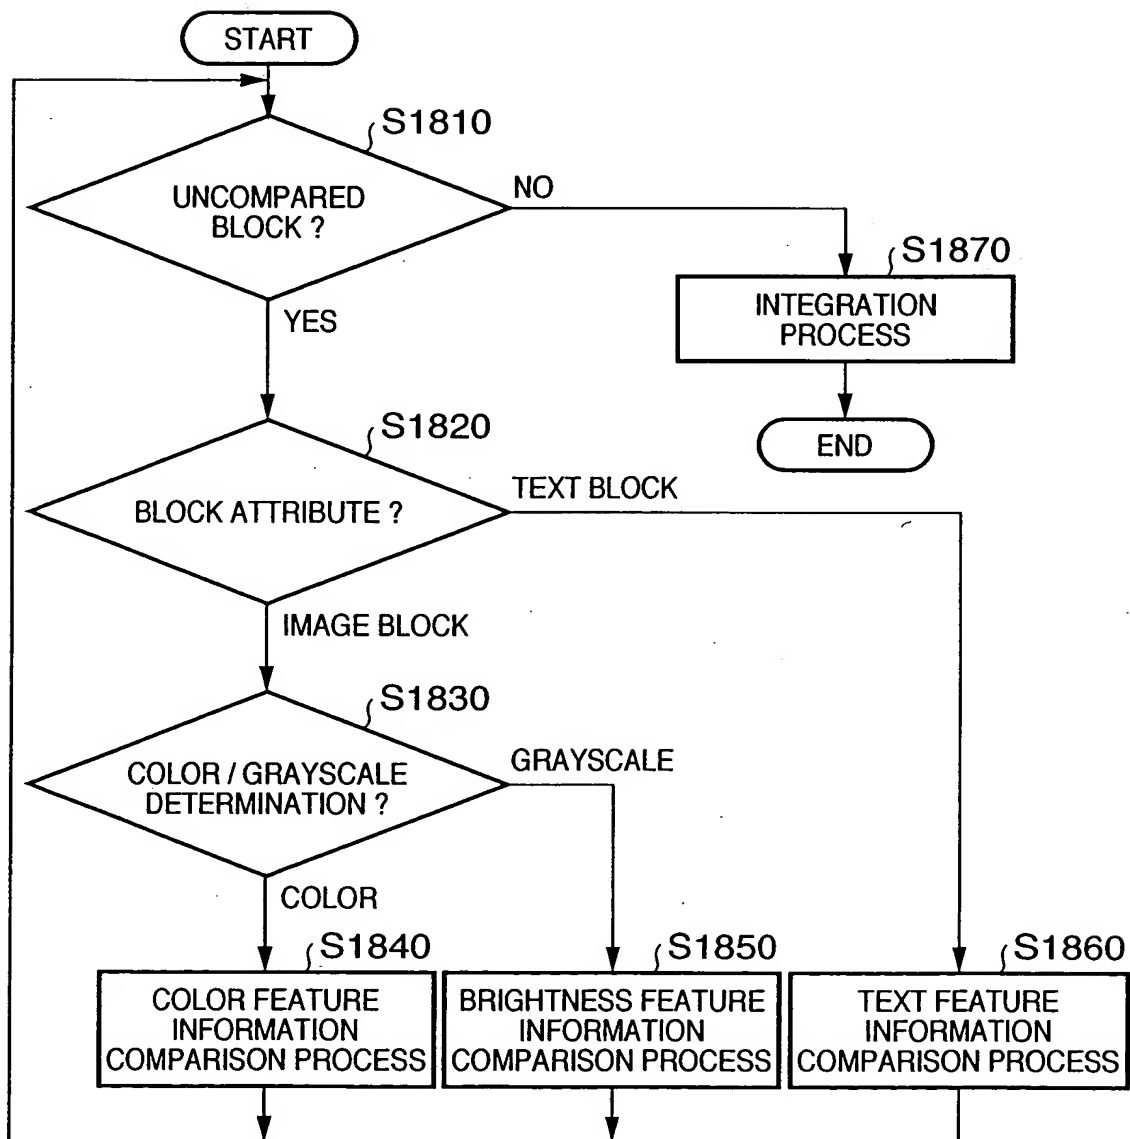 START
S1810
UNCOMPARED
BLOCK ?
NO
S1870
INTEGRATION
PROCESS
YES
END
S1820
BLOCK ATTRIBUTE ?
TEXT BLOCK
IMAGE BLOCK
S1830
COLOR / GRAYSCALE
DETERMINATION ?
GRAYSCALE
COLOR
S1840
COLOR FEATURE
INFORMATION
COMPARISON PROCESS
S1850
BRIGHTNESS FEATURE
INFORMATION
COMPARISON PROCESS
S1860
TEXT FEATURE
INFORMATION
COMPARISON PROCESS